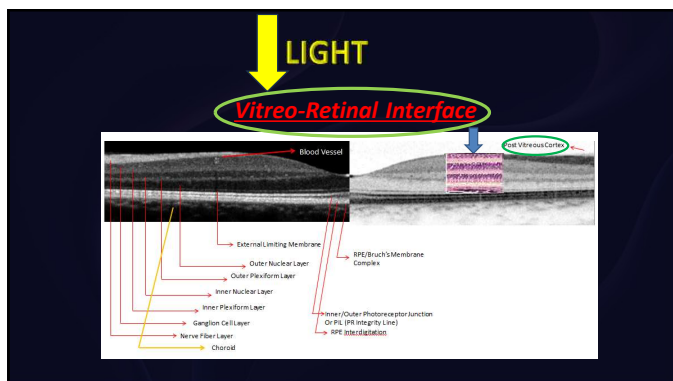 LIGHT
Vitreo-Retinal Interface
Blood Vessel
Post Vitreous Cortex
External Limiting Membrane
Outer Nuclear Layer
Outer Plexiform Layer
Inner Nuclear Layer
Inner Plexiform Layer
Ganglion Cell Layer
Nerve Fiber Layer
Choroid
RPE/Bruch's Membrane
Complex
Inner/Outer Photoreceptor Junction
Or PIL (PR Integrity Line)
RPE Interdigitation